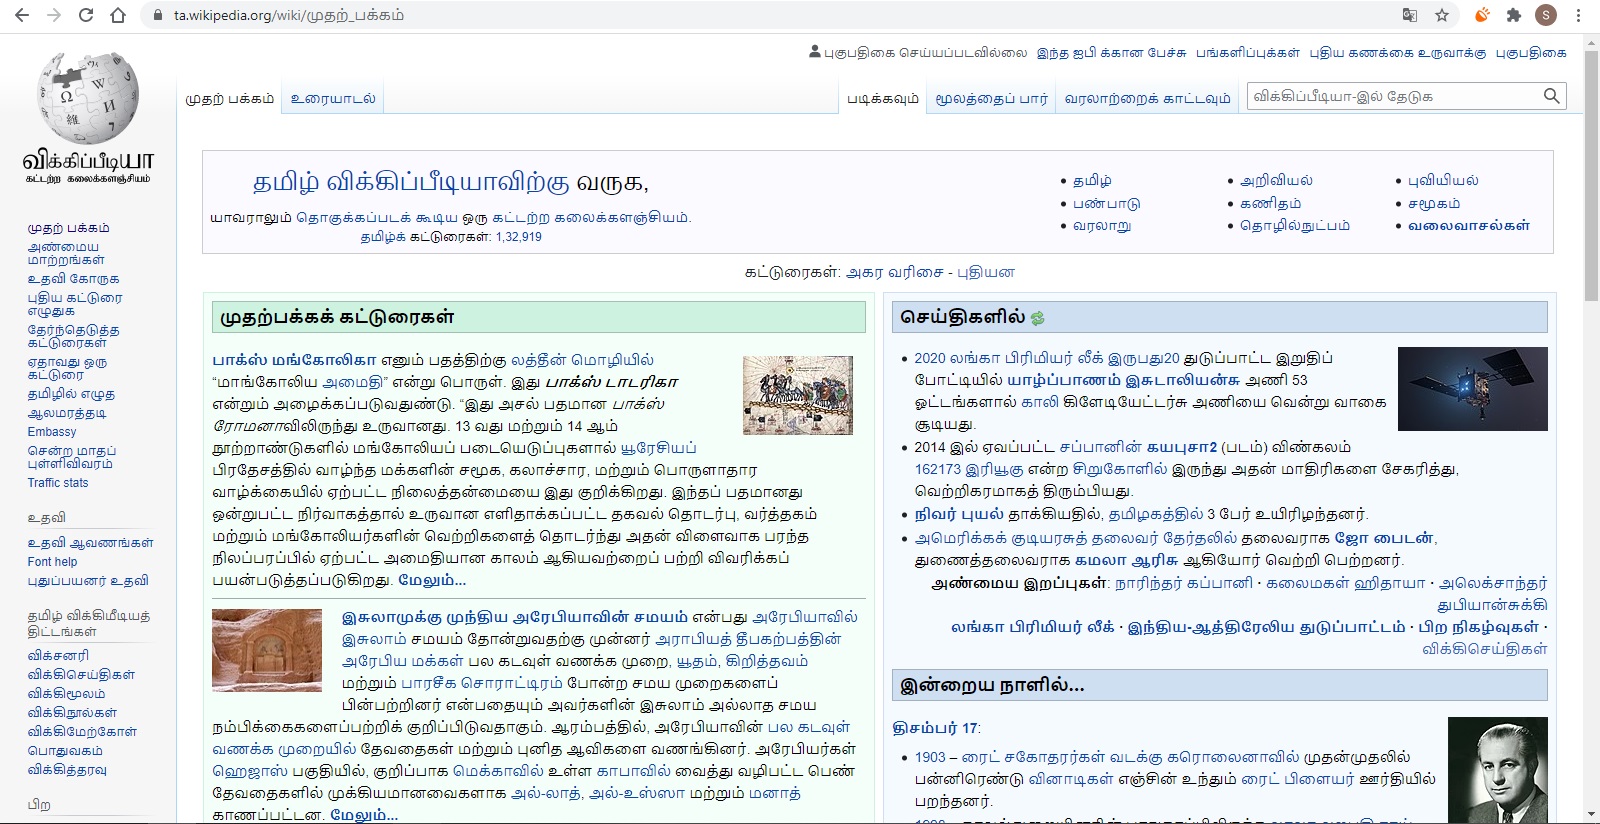 ta.wikipedia.org/wiki/முதற்_பக்கம்
S
புகுபதிகை செய்யப்படவில்லை இந்த ஐபி க்கான பேச்சு பங்களிப்புக்கள் புதிய கணக்கை உருவாக்கு புகுபதிகை
முதற் பக்கம் உரையாடல் படிக்கவும் மூலத்தைப் பார் வரலாற்றைக் காட்டவும் விக்கிப்பீடியா-இல் தேடுக
விக்கிப்பீடியா
கட்டற்ற கலைக்களஞ்சியம்
முதற் பக்கம்
அண்மைய
மாற்றங்கள்
உதவி கோருக
புதிய கட்டுரை
எழுதுக
தேர்ந்தெடுத்த
கட்டுரைகள்
ஏதாவது ஒரு
கட்டுரை
தமிழில் எழுத
ஆலமரத்தடி
Embassy
சென்ற மாதப்
புள்ளிவிவரம்
Traffic stats
உதவி
உதவி ஆவணங்கள்
Font help
புதுப்பயனர் உதவி
தமிழ் விக்கிமீடியத்
திட்டங்கள்
விக்சனரி
விக்கிசெய்திகள்
விக்கிமூலம்
விக்கிநூல்கள்
விக்கிமேற்கோள்
பொதுவகம்
விக்கித்தரவு
பிற
தமிழ் விக்கிப்பீடியாவிற்கு வருக,
யாவராலும் தொகுக்கப்படக் கூடிய ஒரு கட்டற்ற கலைக்களஞ்சியம்.
தமிழ்க் கட்டுரைகள்: 1,32,919
• தமிழ் • அறிவியல் • புவியியல்
• பண்பாடு • கணிதம் • சமூகம்
• வரலாறு • தொழில்நுட்பம் • வலைவாசல்கள்
கட்டுரைகள்: அகர வரிசை - புதியன
முதற்பக்கக் கட்டுரைகள்
பாக்ஸ் மங்கோலிகா எனும் பதத்திற்கு லத்தீன் மொழியில்
“மாங்கோலிய அமைதி” என்று பொருள். இது பாக்ஸ் டாடரிகா
என்றும் அழைக்கப்படுவதுண்டு. “இது அசல் பதமான பாக்ஸ்
ரோமனாவிலிருந்து உருவானது. 13 வது மற்றும் 14 ஆம்
நூற்றாண்டுகளில் மங்கோலியப் படையெடுப்புகளால் யூரேசியப்
பிரதேசத்தில் வாழ்ந்த மக்களின் சமூக, கலாச்சார, மற்றும் பொருளாதார
வாழ்க்கையில் ஏற்பட்ட நிலைத்தன்மையை இது குறிக்கிறது. இந்தப் பதமானது
ஒன்றுபட்ட நிர்வாகத்தால் உருவான எளிதாக்கப்பட்ட தகவல் தொடர்பு, வர்த்தகம்
மற்றும் மங்கோலியர்களின் வெற்றிகளைத் தொடர்ந்து அதன் விளைவாக பரந்த
நிலப்பரப்பில் ஏற்பட்ட அமைதியான காலம் ஆகியவற்றைப் பற்றி விவரிக்கப்
பயன்படுத்தப்படுகிறது. மேலும்...
இசுலாமுக்கு முந்திய அரேபியாவின் சமயம் என்பது அரேபியாவில்
இசுலாம் சமயம் தோன்றுவதற்கு முன்னர் அராபியத் தீபகற்பத்தின்
அரேபிய மக்கள் பல கடவுள் வணக்க முறை, யூதம், கிறித்தவம்
மற்றும் பாரசீக சொராட்டிரம் போன்ற சமய முறைகளைப்
பின்பற்றினர் என்பதையும் அவர்களின் இசுலாம் அல்லாத சமய
நம்பிக்கைகளைப்பற்றிக் குறிப்பிடுவதாகும். ஆரம்பத்தில், அரேபியாவின் பல கடவுள்
வணக்க முறையில் தேவதைகள் மற்றும் புனித ஆவிகளை வணங்கினர். அரேபியர்கள்
ஹெஜாஸ் பகுதியில், குறிப்பாக மெக்காவில் உள்ள காபாவில் வைத்து வழிபட்ட பெண்
தேவதைகளில் முக்கியமானவைகளாக அல்-லாத், அல்-உஸ்ஸா மற்றும் மனாத்
காணப்பட்டன. மேலும்...
செய்திகளில்
• 2020 லங்கா பிரிமியர் லீக் இருபது20 துடுப்பாட்ட இறுதிப்
போட்டியில் யாழ்ப்பாணம் இசுடாலியன்சு அணி 53
ஓட்டங்களால் காலி கிளேடியேட்டர்சு அணியை வென்று வாகை
சூடியது.
• 2014 இல் ஏவப்பட்ட சப்பானின் கயபுசா2 (படம்) விண்கலம்
162173 இரியூகு என்ற சிறுகோளில் இருந்து அதன் மாதிரிகளை சேகரித்து,
வெற்றிகரமாகத் திரும்பியது.
• நிவர் புயல் தாக்கியதில், தமிழகத்தில் 3 பேர் உயிரிழந்தனர்.
• அமெரிக்கக் குடியரசுத் தலைவர் தேர்தலில் தலைவராக ஜோ பைடன்,
துணைத்தலைவராக கமலா ஆரிசு ஆகியோர் வெற்றி பெற்றனர்.
அண்மைய இறப்புகள்: நாரிந்தர் கப்பானி · கலைமகள் ஹிதாயா · அலெக்சாந்தர்
துபியான்சுக்கி
லங்கா பிரிமியர் லீக் · இந்திய-ஆத்திரேலிய துடுப்பாட்டம் · பிற நிகழ்வுகள் ·
விக்கிசெய்திகள்
இன்றைய நாளில்...
திசம்பர் 17:
• 1903 – ரைட் சகோதரர்கள் வடக்கு கரொலைனாவில் முதன்முதலில்
பன்னிரெண்டு வினாடிகள் எஞ்சின் உந்தும் ரைட் பிளையர் ஊர்தியில்
பறந்தனர்.